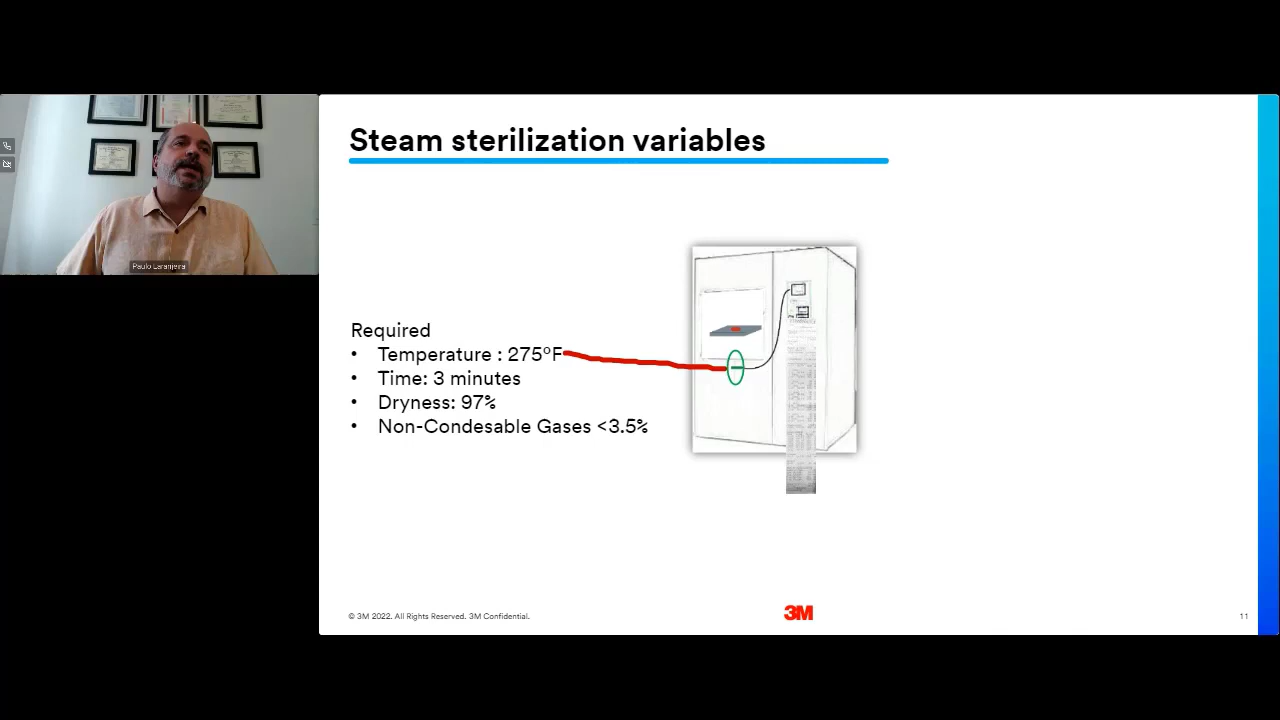 Paulo Laranjeira
Steam sterilization variables
Required
• Temperature : 275ºF
• Time: 3 minutes
• Dryness: 97%
• Non-Condesable Gases <3.5%
© 3M 2022. All Rights Reserved. 3M Confidential.
3M
11